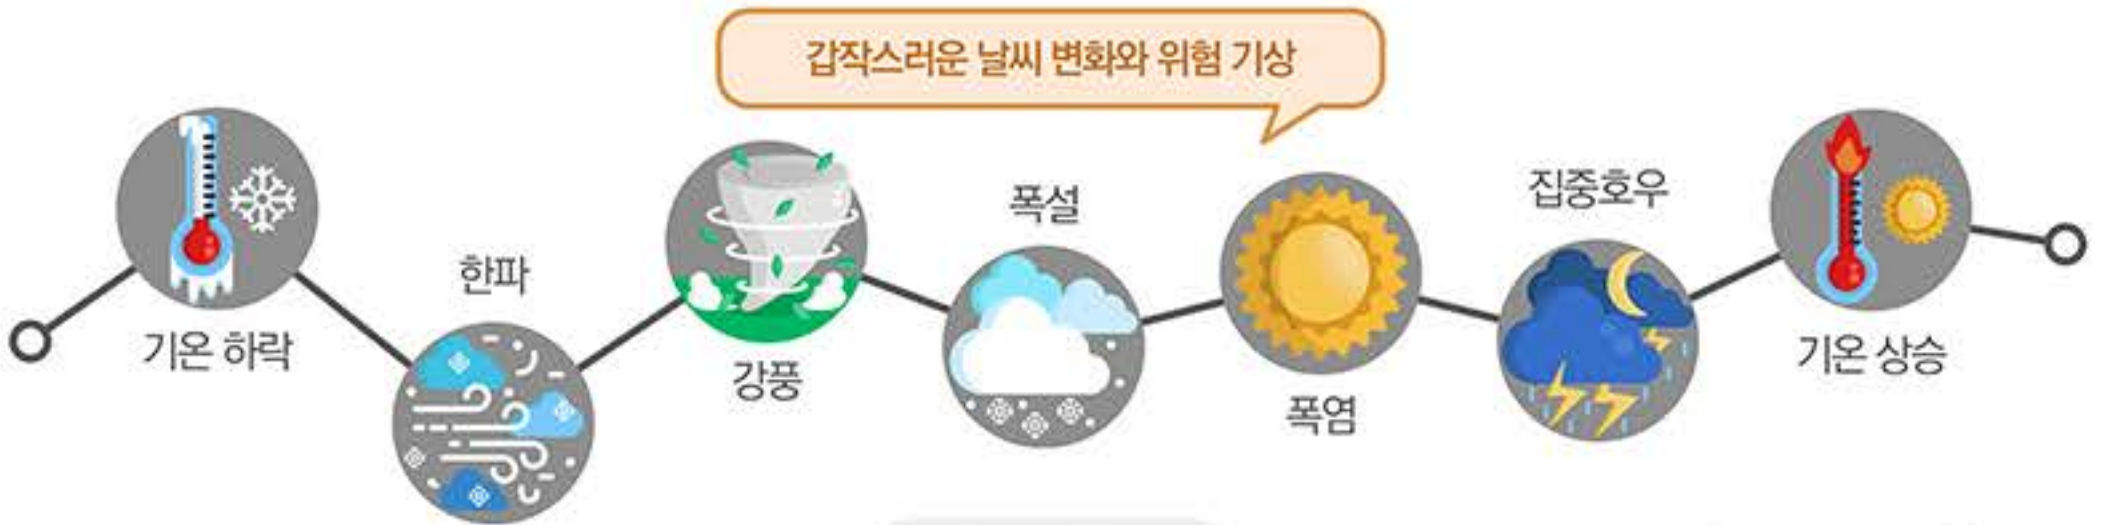 갑작스러운 날씨 변화와 위험 기상
기온 하락
한파
강풍
폭설
폭염
집중호우
기온 상승